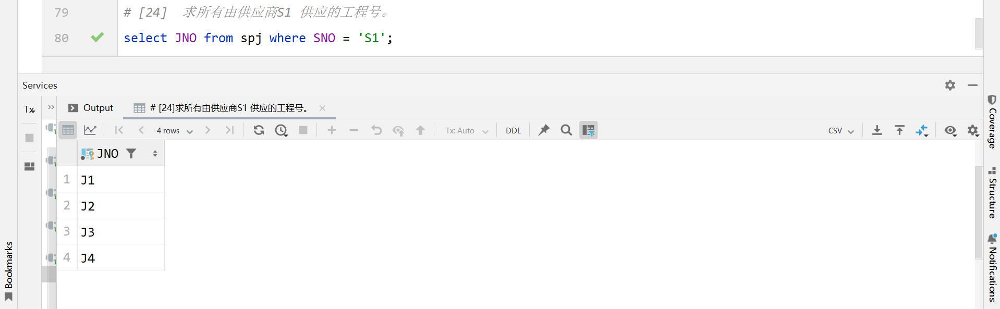 79 # [24] 求所有由供应商S1 供应的工程号。
80 select JNO from spj where SNO = 'S1';
Services
Tx
Output
# [24]求所有由供应商S1 供应的工程号。
4 rows
Tx: Auto
DDL
CSV
JNO
1 J1
2 J2
3 J3
4 J4
Bookmarks
Coverage
Structure
Notifications